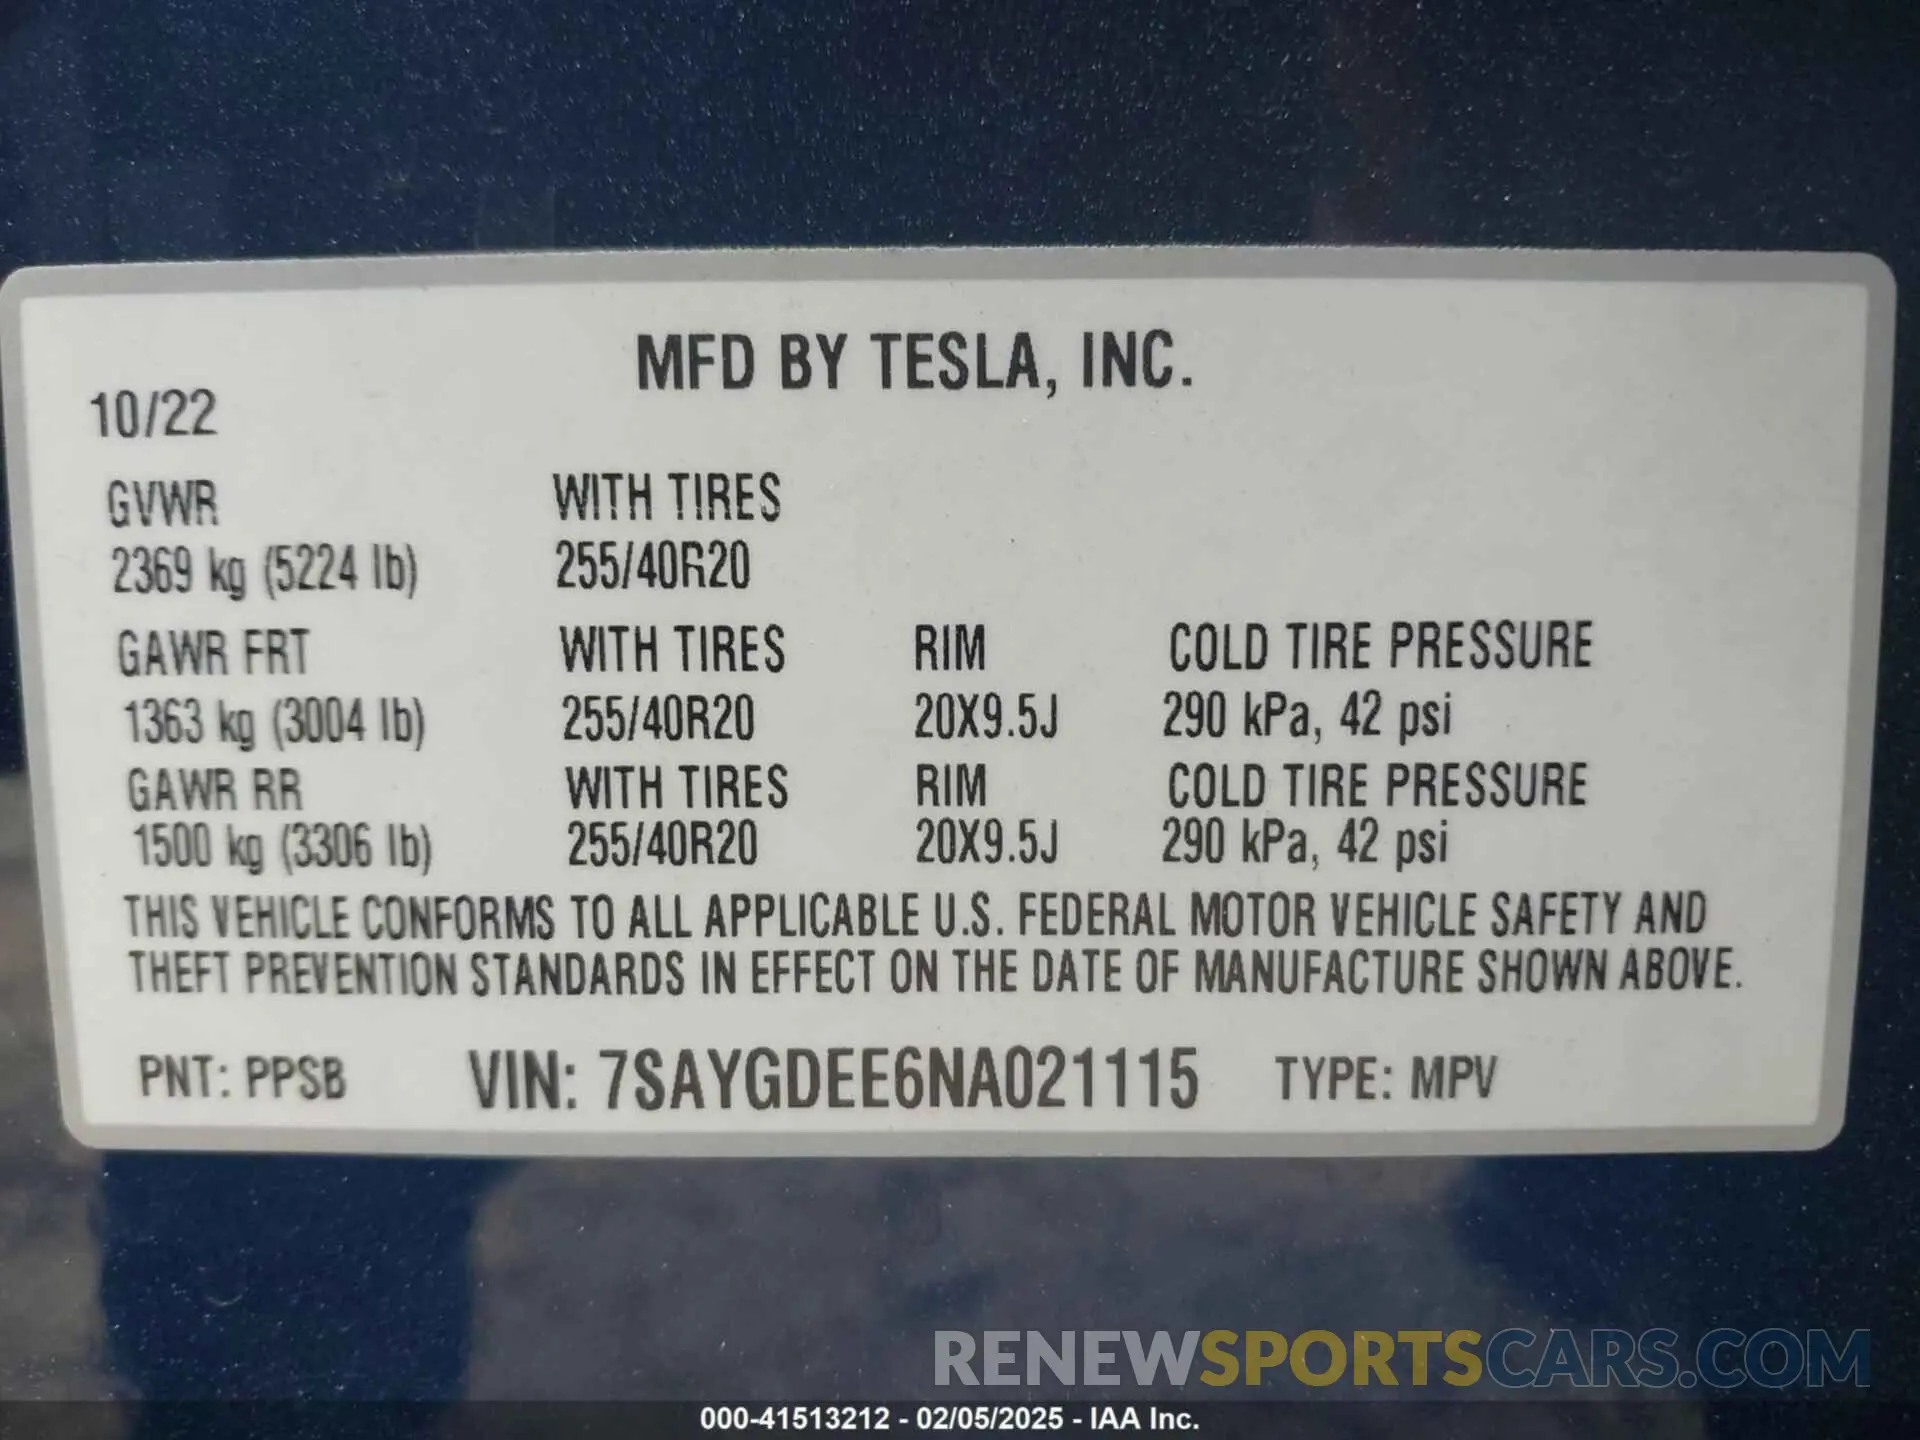 MFD BY TESLA, INC.
10/22
GVWR WITH TIRES
2369 kg (5224 lb) 255/40R20
GAWR FRT WITH TIRES RIM COLD TIRE PRESSURE
1363 kg (3004 lb) 255/40R20 20X9.5J 290 kPa, 42 psi
GAWR RR WITH TIRES RIM COLD TIRE PRESSURE
1500 kg (3306 lb) 255/40R20 20X9.5J 290 kPa, 42 psi
THIS VEHICLE CONFORMS TO ALL APPLICABLE U.S. FEDERAL MOTOR VEHICLE SAFETY AND
THEFT PREVENTION STANDARDS IN EFFECT ON THE DATE OF MANUFACTURE SHOWN ABOVE.
PNT: PPSB VIN: 7SAYGDEE6NA021115 TYPE: MPV
RENEWSPORTSCARS.COM
000-41513212 - 02/05/2025 - IAA Inc.